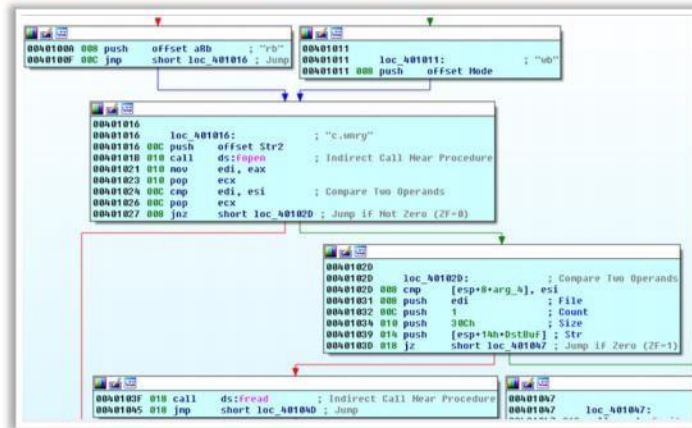 0040100A 008 push offset aRb ; "rb"
0040100F 00C jmp short loc_401016 ; Jump
00401011
00401011 loc_401011: ; "wb"
00401011 008 push offset Mode
00401016
00401016 loc_401016: ; "c.wnry"
00401016 00C push offset Str2
0040101B 010 call ds:fopen ; Indirect Call Near Procedure
00401021 010 mov edi, eax
00401023 010 pop ecx
00401024 00C cmp edi, esi ; Compare Two Operands
00401026 00C pop ecx
00401027 008 jnz short loc_40102D ; Jump if Not Zero (ZF=0)
0040102D
0040102D loc_40102D: ; Compare Two Operands
0040102D 008 cmp [esp+8+arg_4], esi
00401031 008 push edi ; File
00401032 00C push 1 ; Count
00401034 010 push 30Ch ; Size
00401039 014 push [esp+14h+DstBuf] ; Str
0040103D 018 jz short loc_401047 ; Jump if Zero (ZF=1)
0040103F 018 call ds:fread ; Indirect Call Near Procedure
00401045 018 jmp short loc_40104D ; Jump
00401047
00401047 loc_401047: